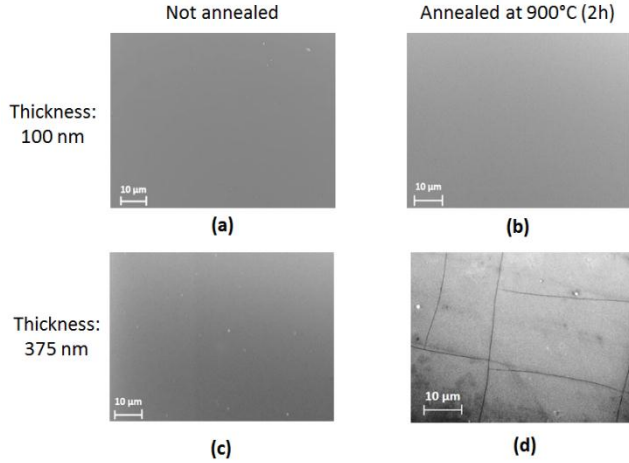 Not annealed
Annealed at 900°C (2h)
Thickness:
100 nm
10 µm
10 µm
(a)
(b)
Thickness:
375 nm
10 µm
10 µm
(c)
(d)